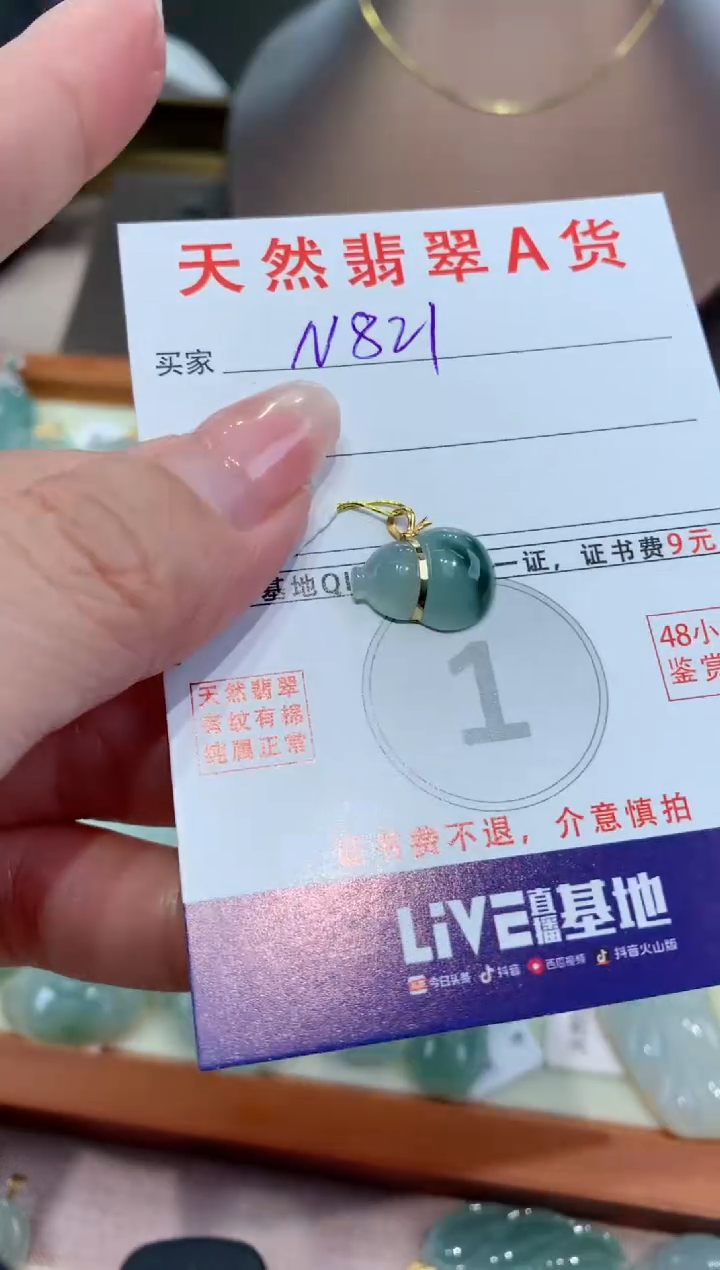 天然翡翠A货
买家 N821
基地QI 一证，证书费9元
48小
鉴赏
天然翡翠
有纹有棉
纯属正常
1
证书费不退，介意慎拍
LiVE直播基地
今日头条 抖音 西瓜视频 抖音火山版